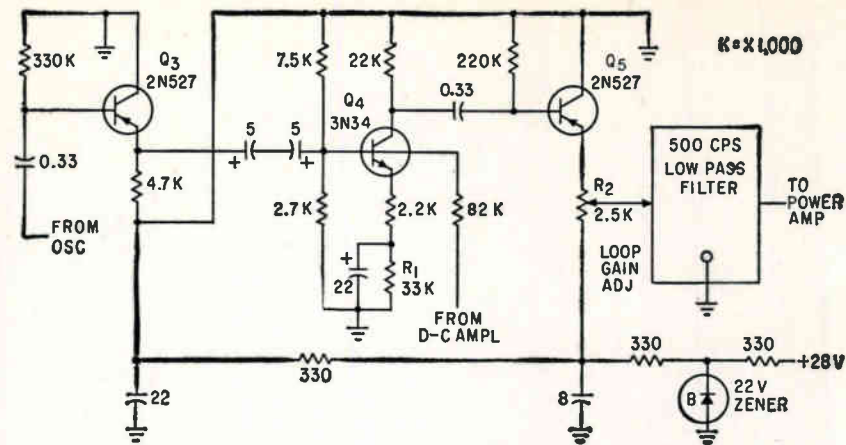 330K
Q3
2N527
7.5K
22K
220K
Q5
2N527
K=X1,000
0.33
Q4
3N34
0.33
5
5
+
+
4.7K
FROM
OSC
2.7K
2.2K
82K
R2
2.5K
500 CPS
LOW PASS
FILTER
TO
POWER
AMP
+
22
R1
33K
LOOP
GAIN
ADJ
FROM
D-C AMPL
330
330
330
+28V
22
8
B
22V
ZENER